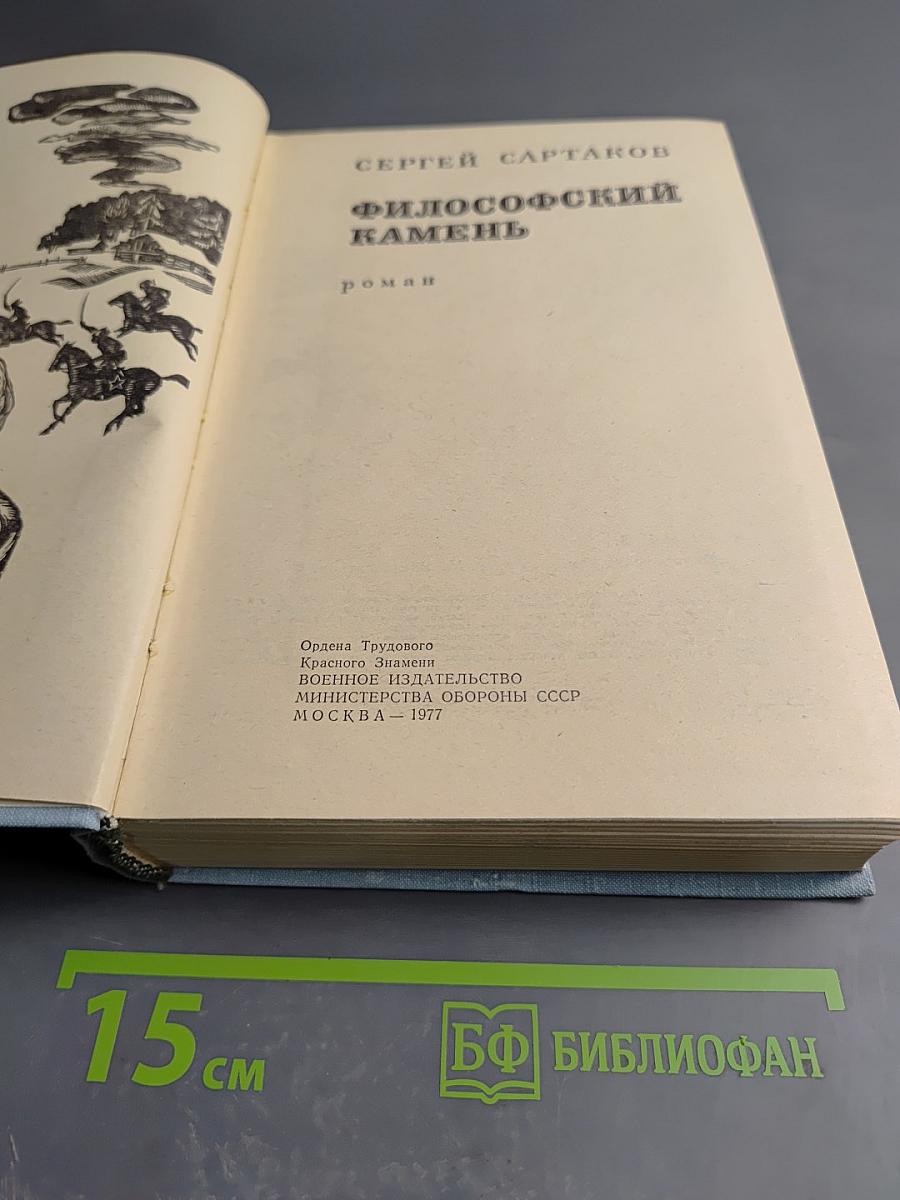 СЕРГЕЙ САРТАКОВ
ФИЛОСОФСКИЙ
КАМЕНЬ
роман
Ордена Трудового
Красного Знамени
ВОЕННОЕ ИЗДАТЕЛЬСТВО
МИНИСТЕРСТВА ОБОРОНЫ СССР
МОСКВА — 1977
15 см
БФ БИБЛИОФАН